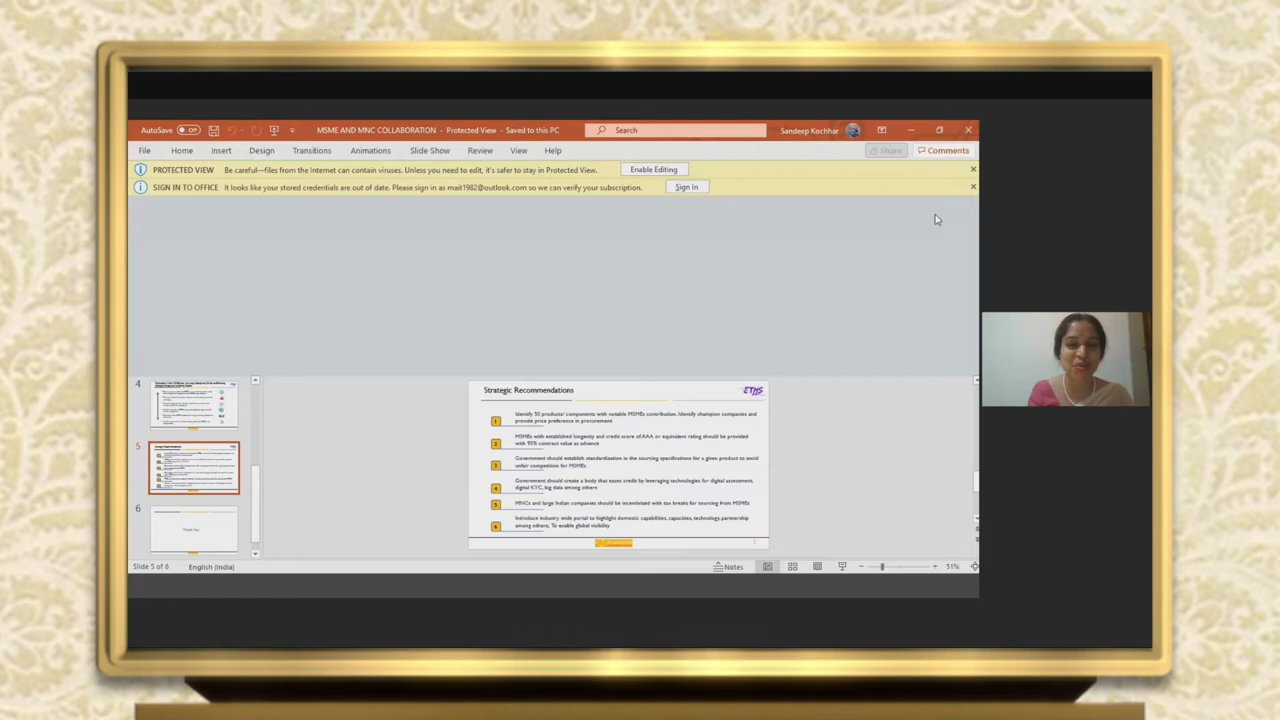 AutoSave Off
MSME AND MNC COLLABORATION - Protected View - Saved to this PC
Search
Sandeep Kochhar
File Home Insert Design Transitions Animations Slide Show Review View Help
Share Comments
PROTECTED VIEW Be careful—files from the Internet can contain viruses. Unless you need to edit, it's safer to stay in Protected View. Enable Editing
SIGN IN TO OFFICE It looks like your stored credentials are out of date. Please sign in as mait1982@outlook.com so we can verify your subscription. Sign In
4
5
6
Thank You
Strategic Recommendations
ETHS
1 Identify 50 products/ components with notable MSMEs contribution. Identify champion companies and
provide price preference in procurement
2 MSMEs with established longevity and credit score of AAA or equivalent rating should be provided
with 95% contract value as advance
3 Government should establish standardization in the sourcing specifications for a given product to avoid
unfair competition for MSMEs
4 Government should create a body that eases credit by leveraging technologies for digital assessment,
digital KYC, big data among others
5 MNCs and large Indian companies should be incentivized with tax breaks for sourcing from MSMEs
6 Introduce industry wide portal to highlight domestic capabilities, capacities, technology, partnership
among others; To enable global visibility
Slide 5 of 6 English (India)
Notes
51%